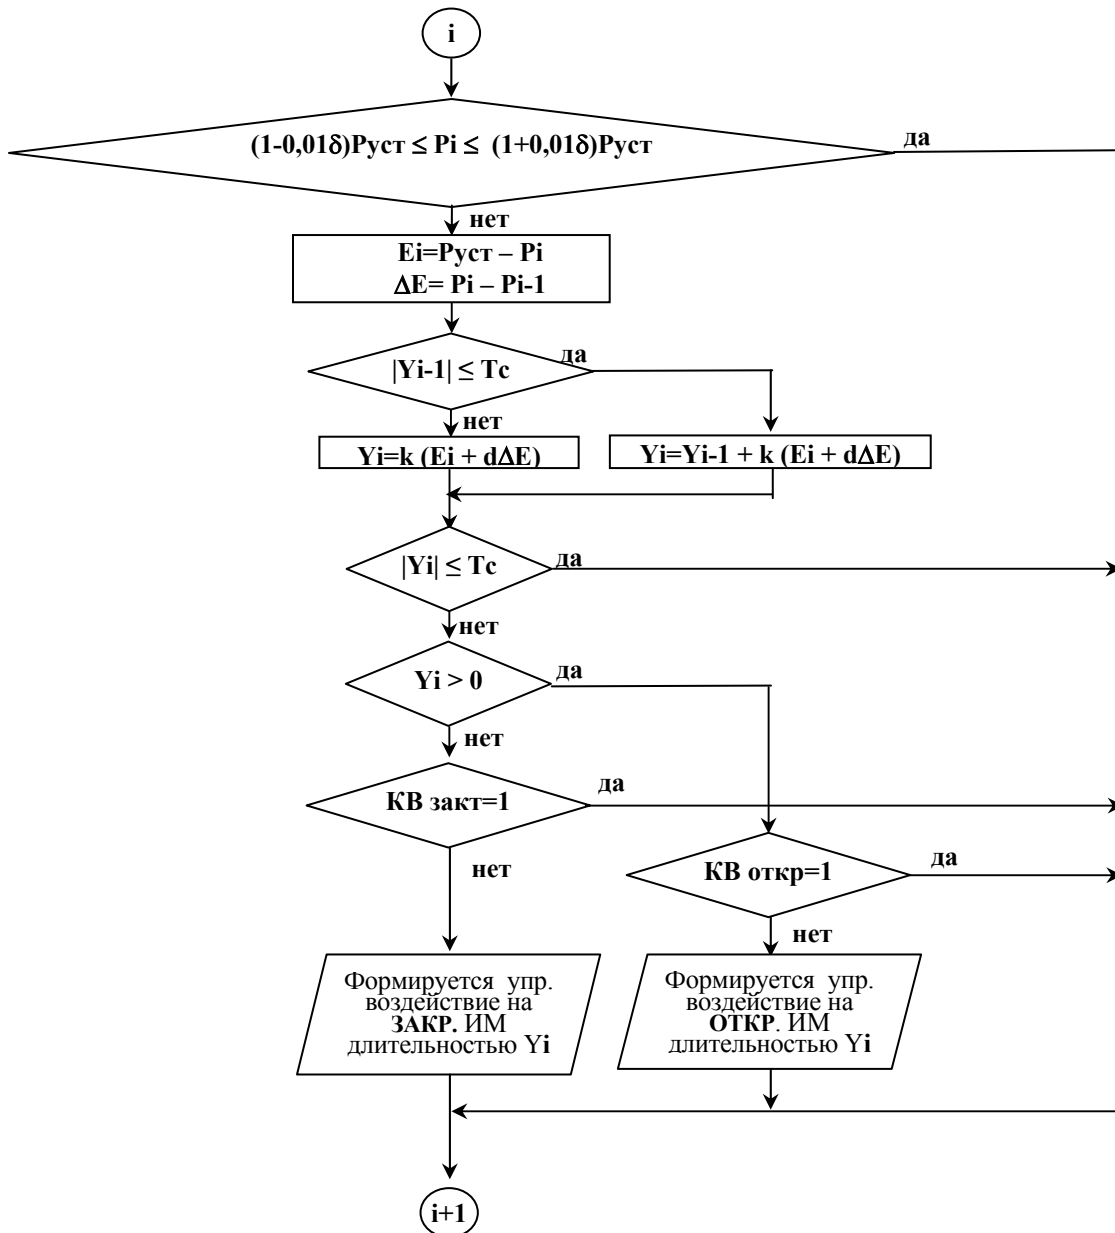 i
(1-0,01δ)Руст ≤ Pi ≤ (1+0,01δ)Руст
да
нет
Ei=Руст – Pi
ΔE= Pi – Pi-1
|Yi-1| ≤ Tc
да
нет
Yi=k (Ei + dΔE)
Yi=Yi-1 + k (Ei + dΔE)
|Yi| ≤ Tc
да
нет
Yi > 0
да
нет
КВ закт=1
да
нет
КВ откр=1
да
нет
Формируется упр.
воздействие на
ЗАКР. ИМ
длительностью Yi
Формируется упр.
воздействие на
ОТКР. ИМ
длительностью Yi
i+1